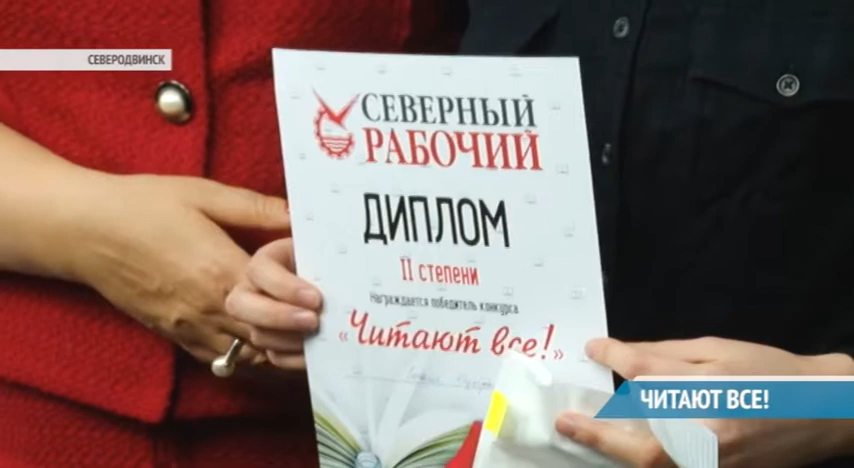 СЕВЕРОДВИНСК
СЕВЕРНЫЙ
РАБОЧИЙ
ДИПЛОМ
II СТЕПЕНИ
Награждается победитель конкурса
«Читают все!»
ЧИТАЮТ ВСЕ!